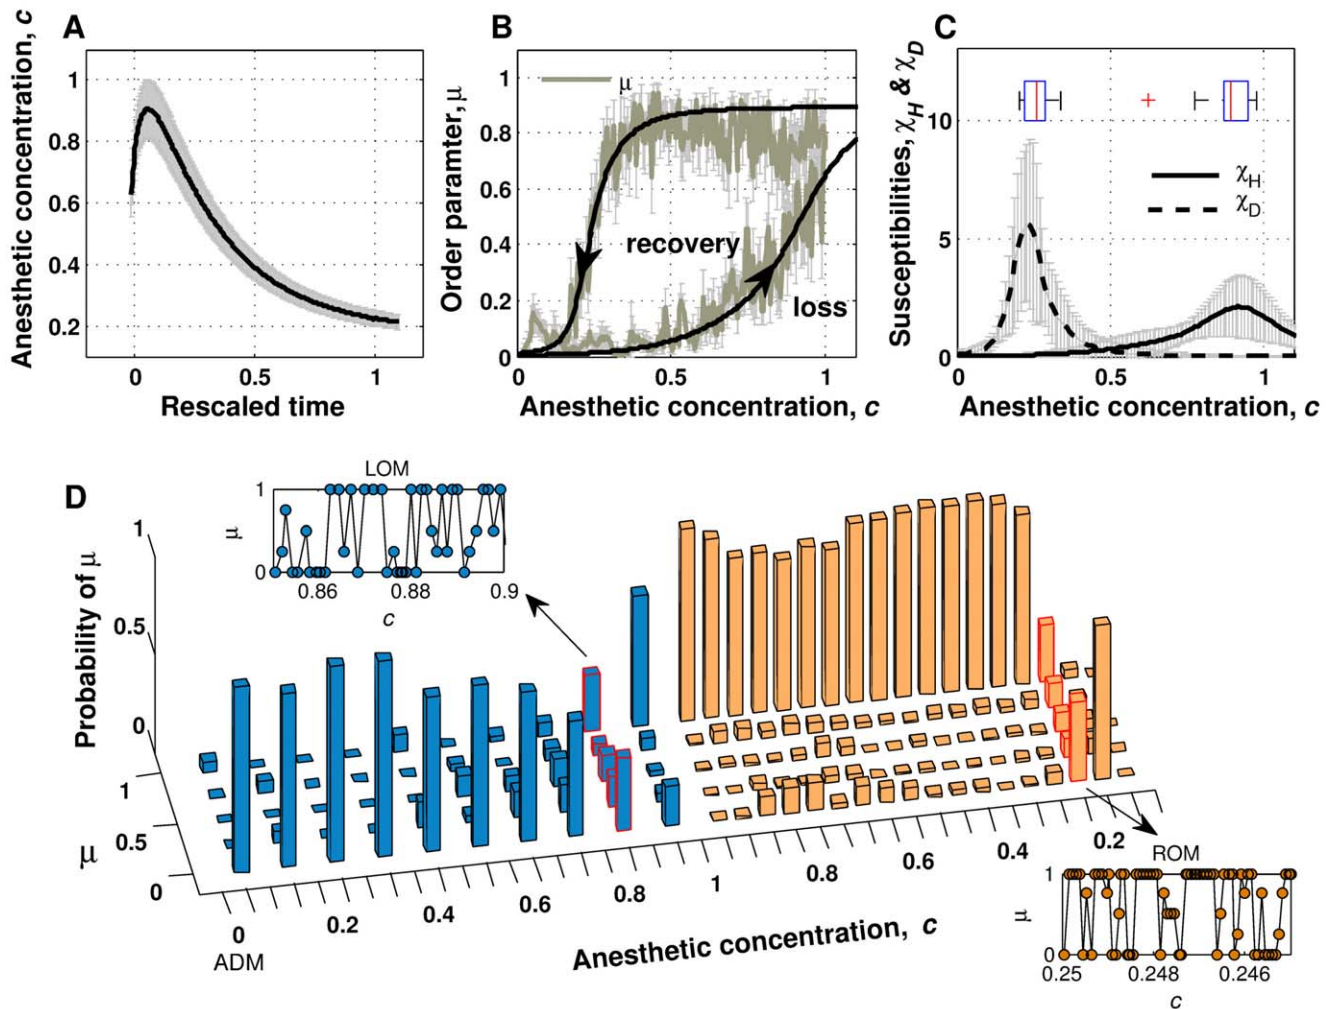 A
Anesthetic concentration, c
1
0.8
0.6
0.4
0.2
0 0.5 1
Rescaled time
B
Order paramter, μ
1
0.8
0.6
0.4
0.2
0
μ
recovery
loss
0 0.5 1
Anesthetic concentration, c
C
Susceptibilities, χH & χD
10
5
0
χH
χD
0 0.5 1
Anesthetic concentration, c
D
LOM
1
μ
0
0.86 0.88 0.9
c
Probability of μ
1
0.5
0
1
0.5
0
μ
0 0.2 0.4 0.6 0.8 1 0.8 0.6 0.4 0.2
ADM
Anesthetic concentration, c
ROM
1
μ
0
0.25 0.248 0.246
c